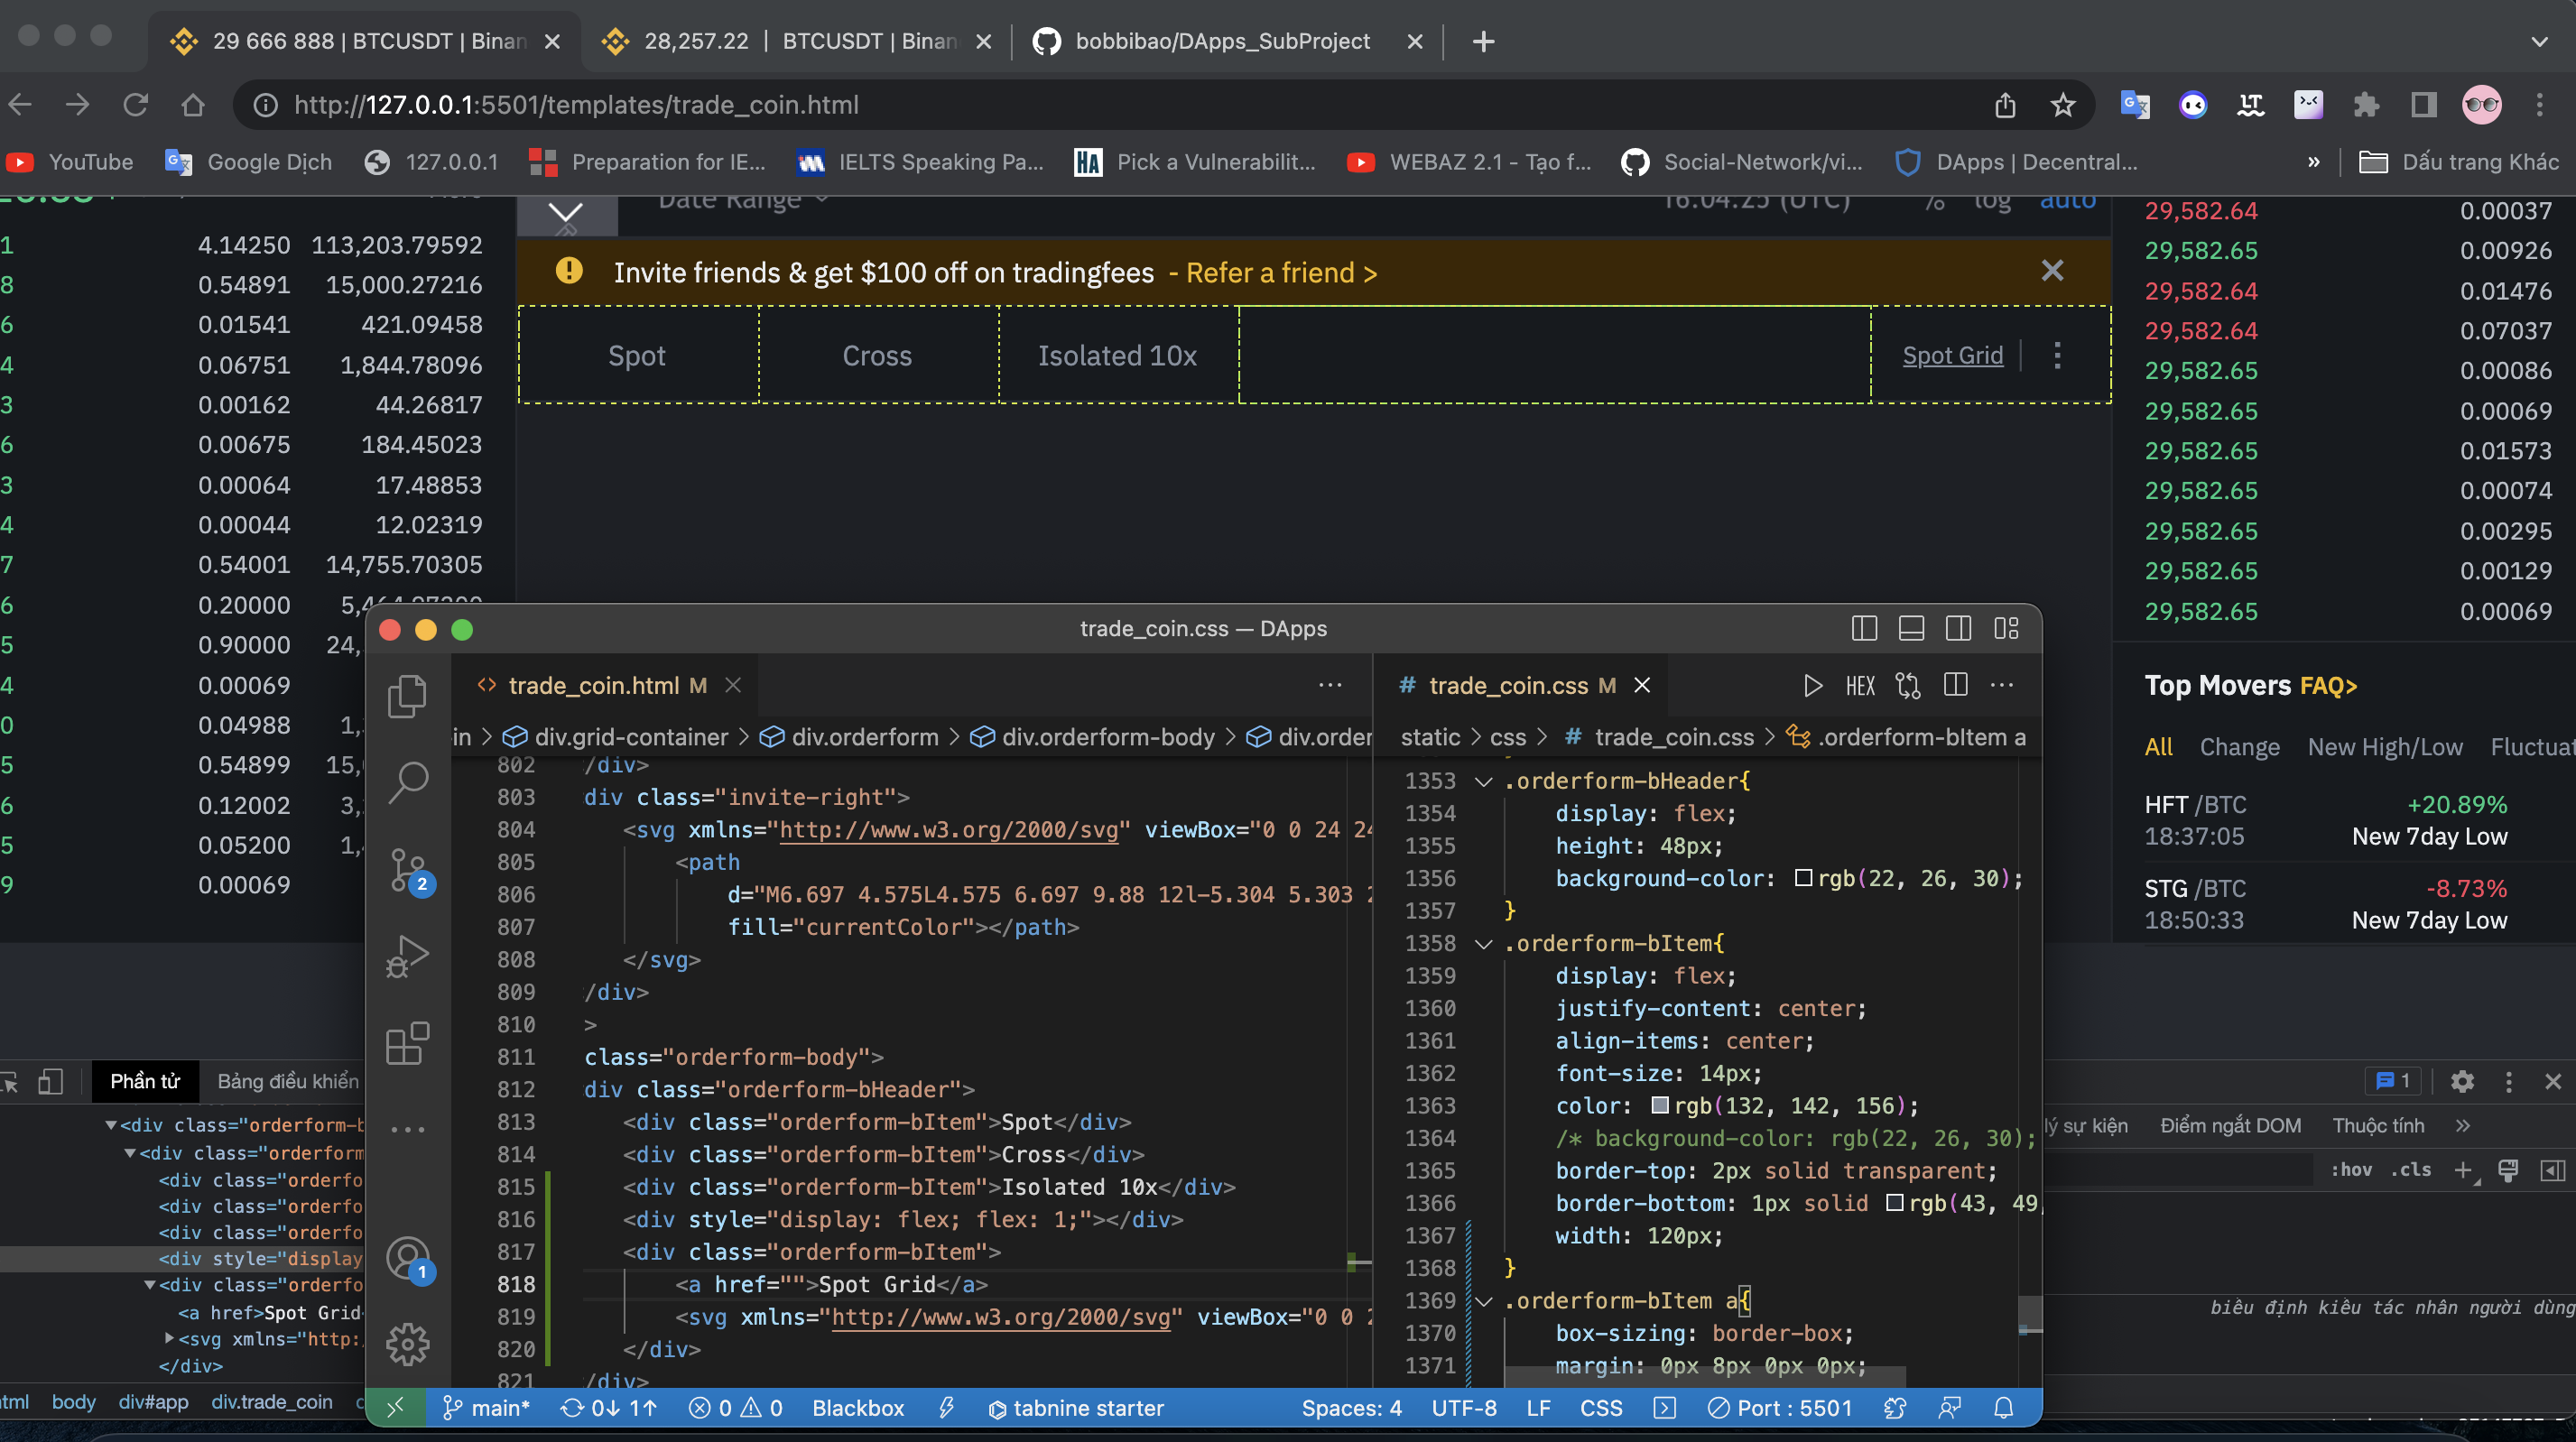 29 666 888 | BTCUSDT | Binan
28,257.22 | BTCUSDT | Binan
bobbibao/DApps_SubProject
http://127.0.0.1:5501/templates/trade_coin.html
YouTube
Google Dịch
127.0.0.1
Preparation for IE...
IELTS Speaking Pa...
Pick a Vulnerabilit...
WEBAZ 2.1 - Tạo f...
Social-Network/vi...
DApps | Decentral...
»
Dấu trang Khác
Date Range
16:04:25 (UTC) % log auto
1 4.14250 113,203.79592
8 0.54891 15,000.27216
6 0.01541 421.09458
4 0.06751 1,844.78096
3 0.00162 44.26817
6 0.00675 184.45023
3 0.00064 17.48853
4 0.00044 12.02319
7 0.54001 14,755.70305
6 0.20000
5 0.90000 24,
4 0.00069
0 0.04988
5 0.54899
6 0.12002 3,
5 0.05200 1,
9 0.00069
Invite friends & get $100 off on tradingfees - Refer a friend >
Spot
Cross
Isolated 10x
Spot Grid
29,582.64 0.00037
29,582.65 0.00926
29,582.64 0.01476
29,582.64 0.07037
29,582.65 0.00086
29,582.65 0.00069
29,582.65 0.01573
29,582.65 0.00074
29,582.65 0.00295
29,582.65 0.00129
29,582.65 0.00069
Top Movers FAQ>
All Change New High/Low Fluctuat
HFT /BTC +20.89%
18:37:05 New 7day Low
STG /BTC -8.73%
18:50:33 New 7day Low
trade_coin.css — DApps
trade_coin.html M
in > div.grid-container > div.orderform > div.orderform-body > div.order
802 /div>
803 div class="invite-right">
804 <svg xmlns="http://www.w3.org/2000/svg" viewBox="0 0 24 24
805 <path
806 d="M6.697 4.575L4.575 6.697 9.88 12l-5.304 5.303 2
807 fill="currentColor"></path>
808 </svg>
809 /div>
810 >
811 class="orderform-body">
812 div class="orderform-bHeader">
813 <div class="orderform-bItem">Spot</div>
814 <div class="orderform-bItem">Cross</div>
815 <div class="orderform-bItem">Isolated 10x</div>
816 <div style="display: flex; flex: 1;"></div>
817 <div class="orderform-bItem">
818 <a href="">Spot Grid</a>
819 <svg xmlns="http://www.w3.org/2000/svg" viewBox="0 0 2
820 </div>
821 /div>
# trade_coin.css M
HEX
static > css > # trade_coin.css > .orderform-bItem a
1353 .orderform-bHeader{
1354 display: flex;
1355 height: 48px;
1356 background-color: rgb(22, 26, 30);
1357 }
1358 .orderform-bItem{
1359 display: flex;
1360 justify-content: center;
1361 align-items: center;
1362 font-size: 14px;
1363 color: rgb(132, 142, 156);
1364 /* background-color: rgb(22, 26, 30);
1365 border-top: 2px solid transparent;
1366 border-bottom: 1px solid rgb(43, 49,
1367 width: 120px;
1368 }
1369 .orderform-bItem a{
1370 box-sizing: border-box;
1371 margin: 0px 8px 0px 0px;
2
1
main* 0↓ 1↑ 0 0 Blackbox tabnine starter Spaces: 4 UTF-8 LF CSS Port : 5501
Phần tử
Bảng điều khiển
<div class="orderform-b
<div class="orderform
<div class="orderfo
<div class="orderfo
<div class="orderfo
<div style="display
<div class="orderfo
<a href>Spot Grid
<svg xmlns="http:
</div>
tml body div#app div.trade_coin
1
lý sự kiện
Điểm ngắt DOM
Thuộc tính
»
:hov .cls
biểu định kiểu tác nhân người dùng